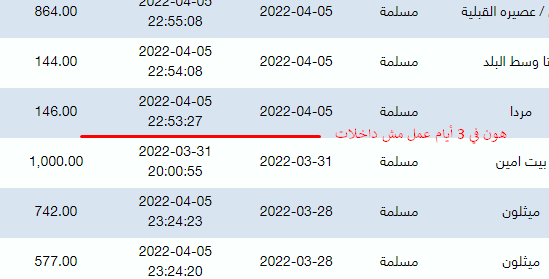 / عصيره القبلية مسلمة 2022-04-05 2022-04-05 22:55:08 864.00
تا وسط البلد مسلمة 2022-04-05 2022-04-05 22:54:08 144.00
مردا مسلمة 2022-04-05 2022-04-05 22:53:27 146.00
هون في 3 أيام عمل مش داخلات
بيت امين مسلمة 2022-03-31 2022-03-31 20:00:55 1,000.00
ميثلون مسلمة 2022-03-28 2022-04-05 23:24:23 742.00
ميثلون مسلمة 2022-03-28 2022-04-05 23:24:20 577.00